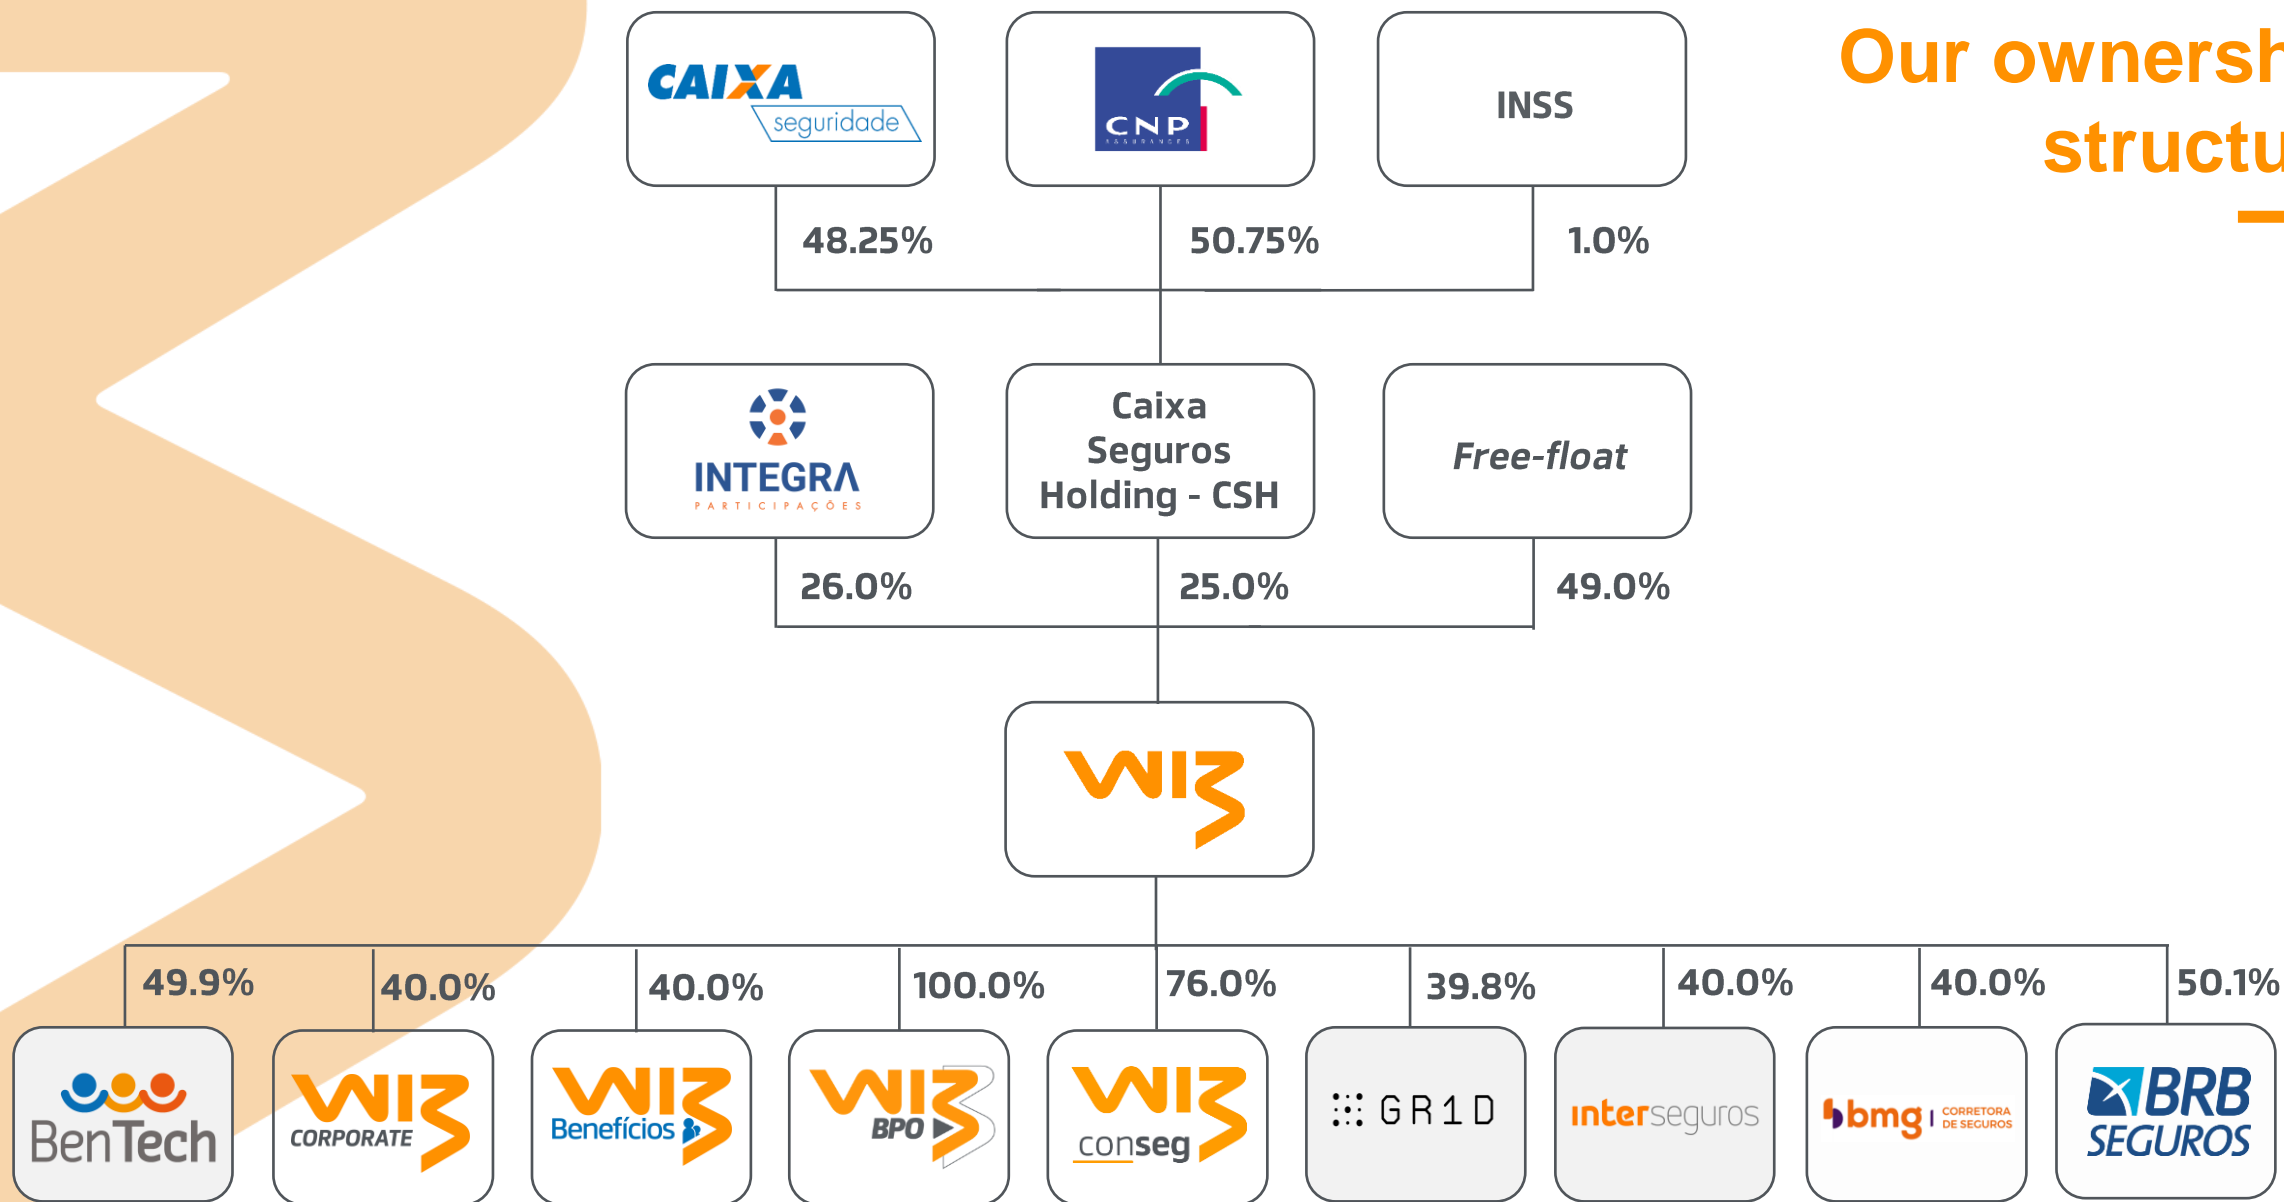 Our ownersh
structu
CAIXA
seguridade
CNP
ASSURANCES
INSS
48.25%
50.75%
1.0%
INTEGRA
PARTICIPAÇÕES
Caixa
Seguros
Holding - CSH
Free-float
26.0%
25.0%
49.0%
WIZ
49.9%
40.0%
40.0%
100.0%
76.0%
39.8%
40.0%
40.0%
50.1%
BenTech
WIZ
CORPORATE
WIZ
Benefícios
WIZ
BPO
WIZ
conseg
GR1D
interseguros
bmg
CORRETORA
DE SEGUROS
BRB
SEGUROS